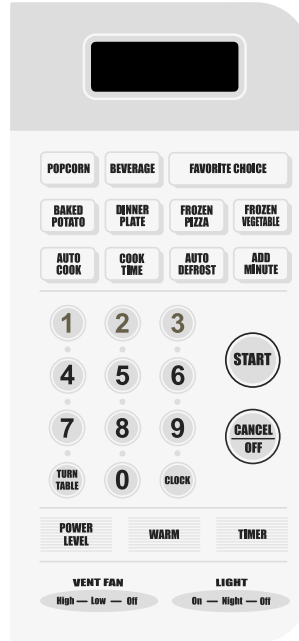 POPCORN BEVERAGE FAVORITE CHOICE
BAKED POTATO DINNER PLATE FROZEN PIZZA FROZEN VEGETABLE
AUTO COOK COOK TIME AUTO DEFROST ADD MINUTE
1 2 3
START
4 5 6
7 8 9
CANCEL
OFF
TURN TABLE 0 CLOCK
POWER LEVEL WARM TIMER
VENT FAN LIGHT
High — Low — Off On — Night — Off